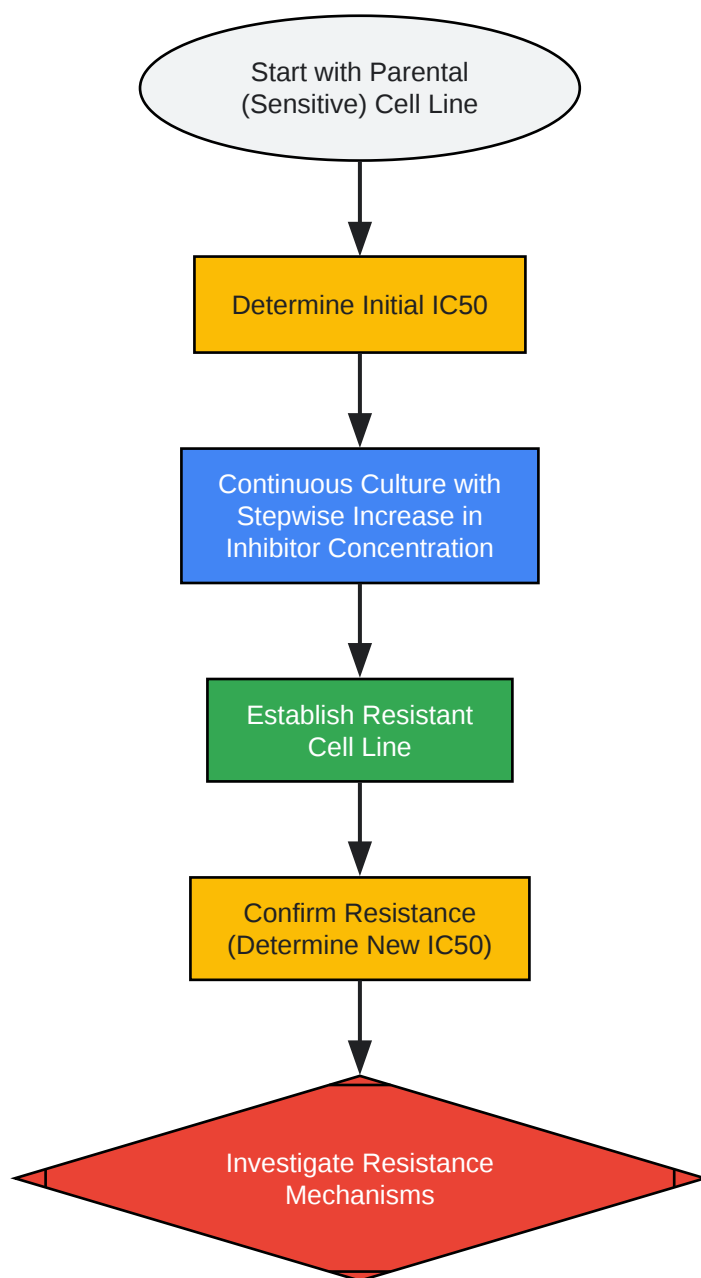 Start with Parental
(Sensitive) Cell Line
Determine Initial IC50
Continuous Culture with
Stepwise Increase in
Inhibitor Concentration
Establish Resistant
Cell Line
Confirm Resistance
(Determine New IC50)
Investigate Resistance
Mechanisms